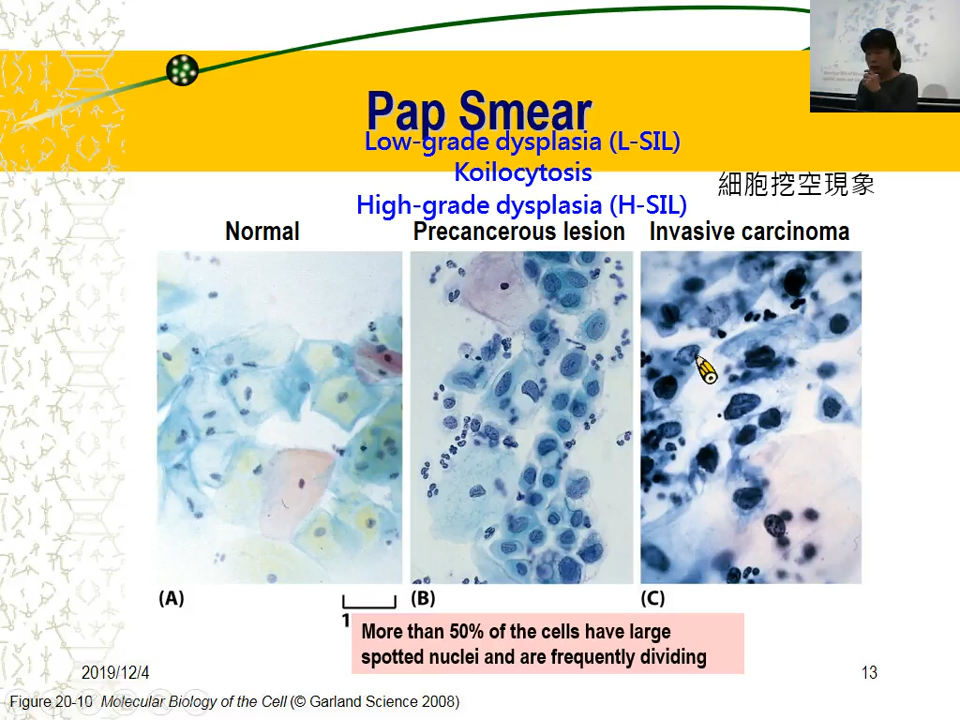 Pap Smear
Low-grade dysplasia (L-SIL)
Koilocytosis
細胞挖空現象
High-grade dysplasia (H-SIL)
Normal
Precancerous lesion
Invasive carcinoma
(A)
(B)
(C)
1
More than 50% of the cells have large
spotted nuclei and are frequently dividing
2019/12/4
13
Figure 20-10 Molecular Biology of the Cell (© Garland Science 2008)